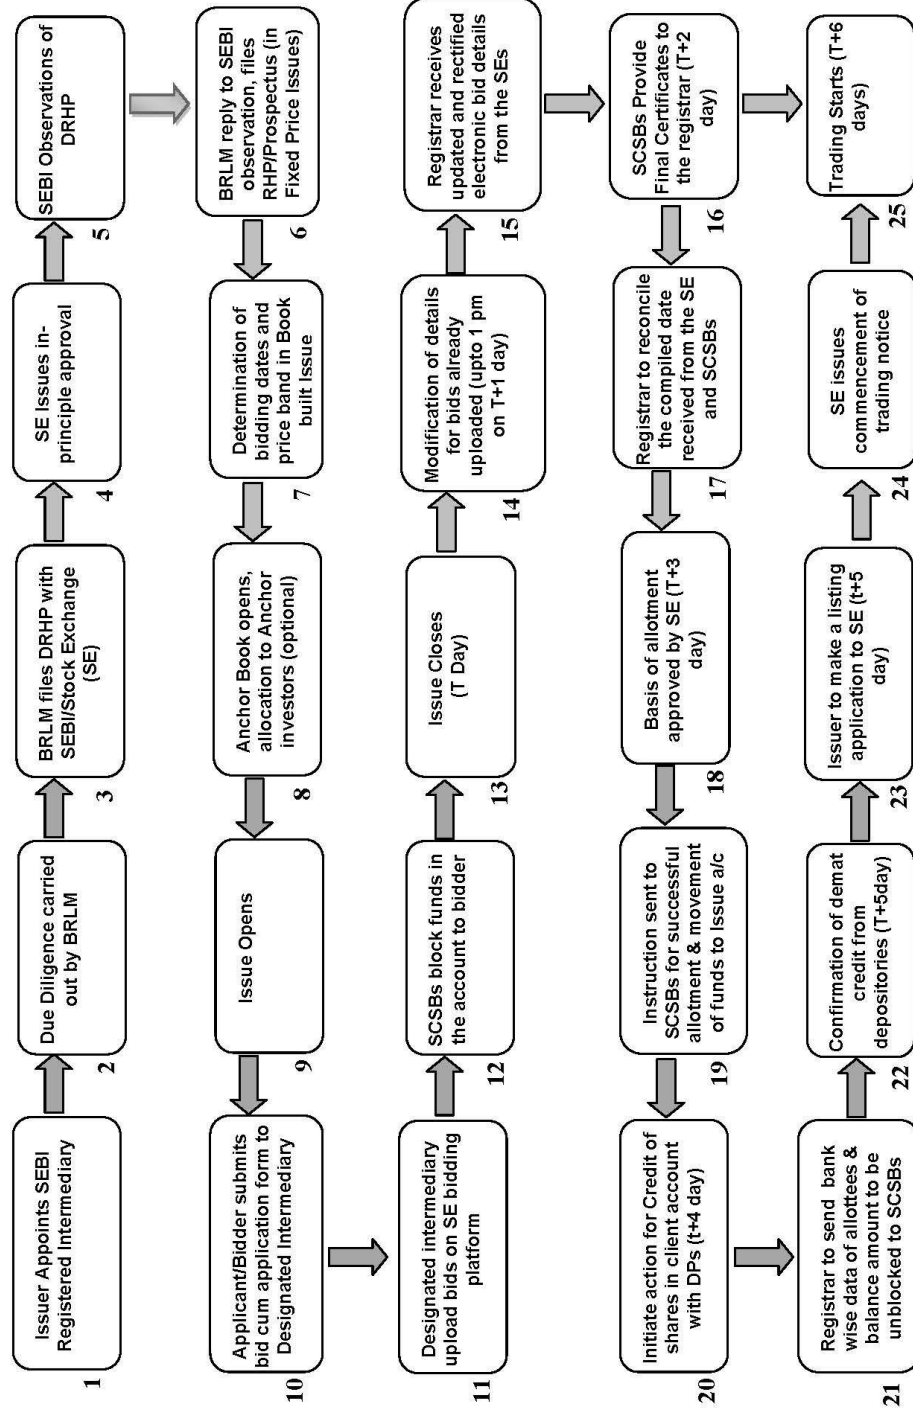 Issuer Appoints SEBI
Registered Intermediary
1
Due Diligence carried
out by BRLM
2
BRLM files DRHP with
SEBI/Stock Exchange
(SE)
3
SE Issues in-
principle approval
4
SEBI Observations of
DRHP
5
BRLM reply to SEBI
observation, files
RHP/Prospectus (in
Fixed Price Issues)
6
Determination of
bidding dates and
price band in Book
built Issue
7
Anchor Book opens,
allocation to Anchor
investors (optional)
8
Issue Opens
9
Applicant/Bidder submits
bid cum application form to
Designated Intermediary
10
Designated intermediary
upload bids on SE bidding
platform
11
SCSBs block funds in
the account to bidder
12
Issue Closes
(T Day)
13
Modification of details
for bids already
uploaded (upto 1 pm
on T+1 day)
14
Registrar receives
updated and rectified
electronic bid details
from the SEs
15
SCSBs Provide
Final Certificates to
the registrar (T+2
day)
16
Registrar to reconcile
the compiled date
received from the SE
and SCSBs
17
Basis of allotment
approved by SE (T+3
day)
18
Instruction sent to
SCSBs for successful
allotment & movement
of funds to Issue a/c
19
Initiate action for Credit of
shares in client account
with DPs (t+4 day)
20
Registrar to send bank
wise data of allottees &
balance amount to be
unblocked to SCSBs
21
Confirmation of demat
credit from
depositories (T+5day)
22
Issuer to make a listing
application to SE (t+5
day)
23
SE issues
commencement of
trading notice
24
Trading Starts (T+6
days)
25